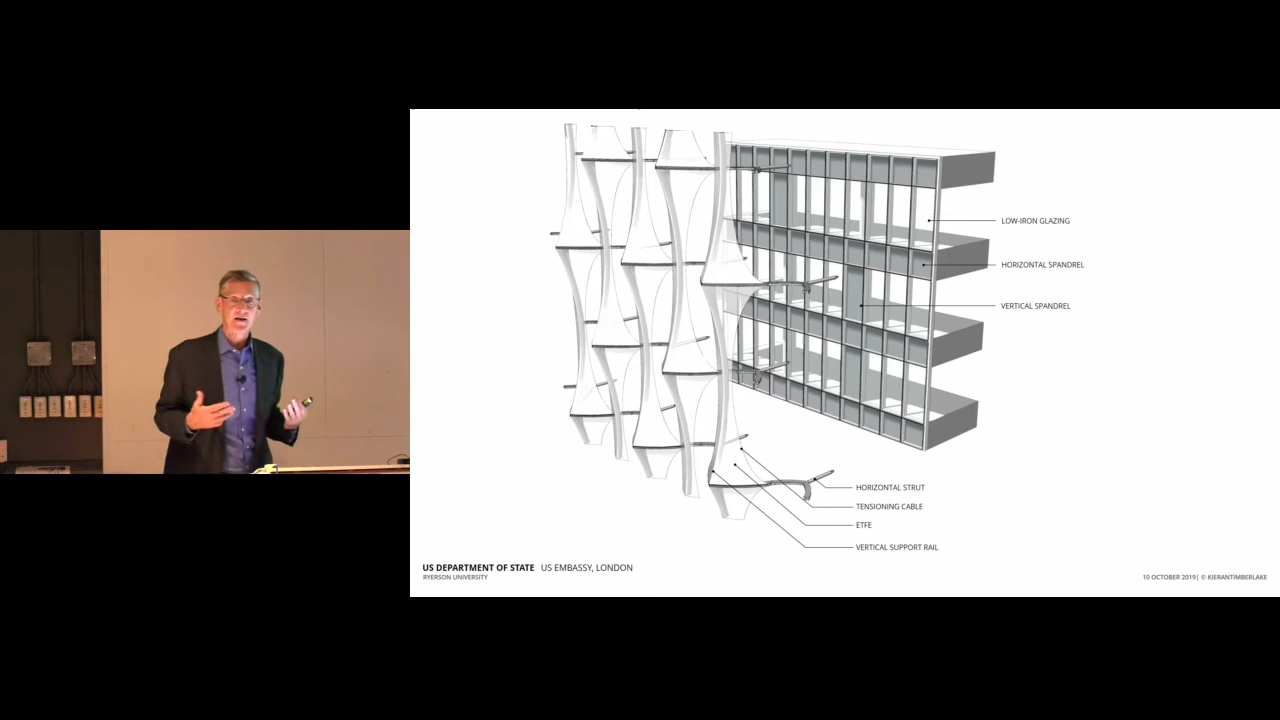 LOW-IRON GLAZING
HORIZONTAL SPANDREL
VERTICAL SPANDREL
HORIZONTAL STRUT
TENSIONING CABLE
ETFE
VERTICAL SUPPORT RAIL
US DEPARTMENT OF STATE US EMBASSY, LONDON
RYERSON UNIVERSITY
10 OCTOBER 2019| © KIERANTIMBERLAKE